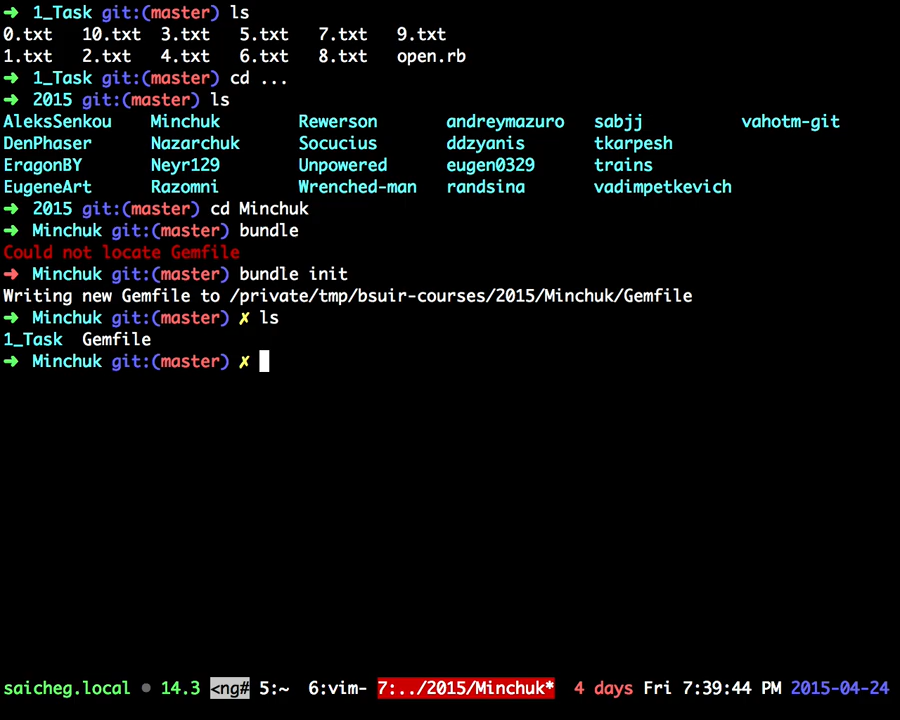 ➜ 1_Task git:(master) ls
0.txt 10.txt 3.txt 5.txt 7.txt 9.txt
1.txt 2.txt 4.txt 6.txt 8.txt open.rb
➜ 1_Task git:(master) cd ...
➜ 2015 git:(master) ls
AleksSenkou Minchuk Rewerson andreymazuro sabjj vahotm-git
DenPhaser Nazarchuk Socucius ddzyanis tkarpesh
EragonBY Neyr129 Unpowered eugen0329 trains
EugeneArt Razomni Wrenched-man randsina vadimpetkevich
➜ 2015 git:(master) cd Minchuk
➜ Minchuk git:(master) bundle
Could not locate Gemfile
➜ Minchuk git:(master) bundle init
Writing new Gemfile to /private/tmp/bsuir-courses/2015/Minchuk/Gemfile
➜ Minchuk git:(master) ✗ ls
1_Task Gemfile
➜ Minchuk git:(master) ✗
saicheg.local ● 14.3 <ng# 5:~ 6:vim- 7:../2015/Minchuk* 4 days Fri 7:39:44 PM 2015-04-24